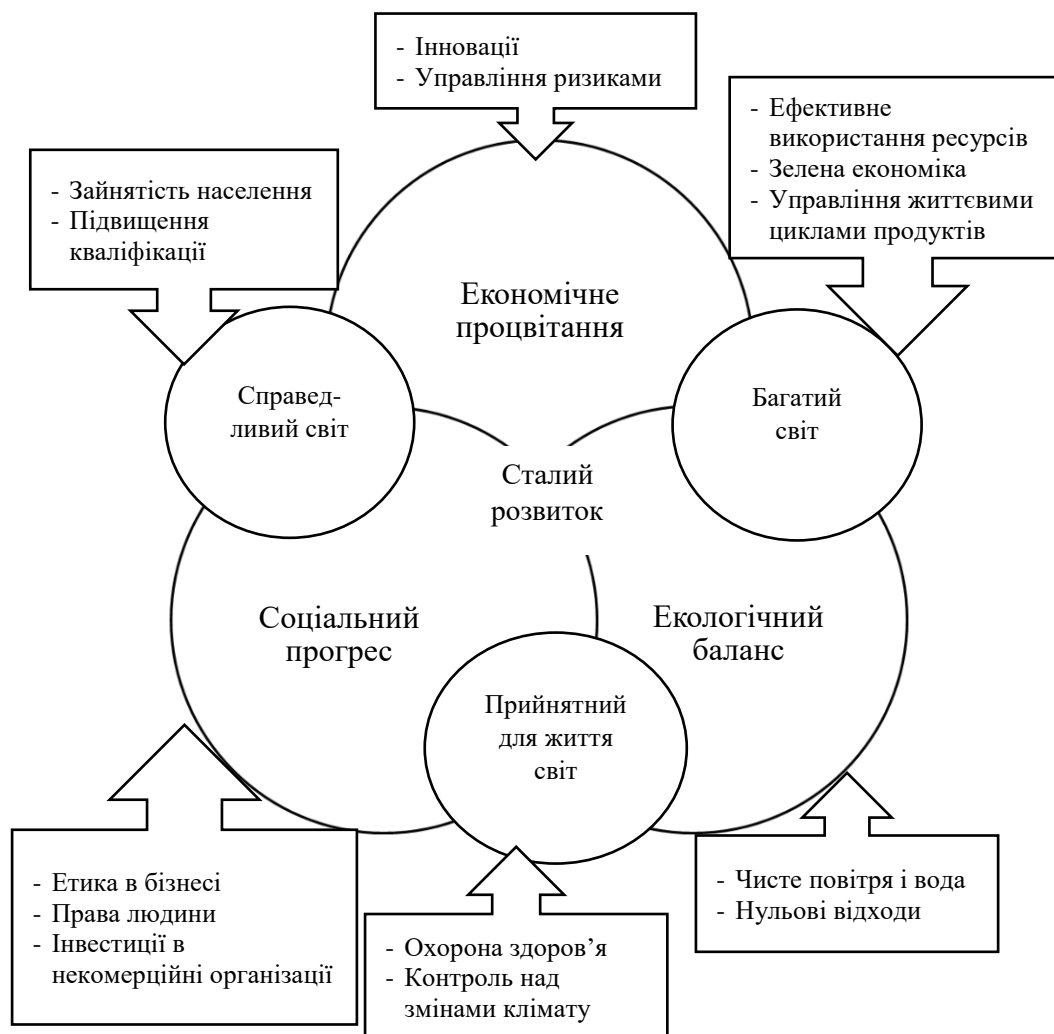 - Інновації
- Управління ризиками
- Ефективне
використання ресурсів
- Зелена економіка
- Управління життєвими
циклами продуктів
- Зайнятість населення
- Підвищення
кваліфікації
Економічне
процвітання
Справед-
ливий світ
Багатий
світ
Сталий
розвиток
Соціальний
прогрес
Екологічний
баланс
Прийнятний
для життя
світ
- Етика в бізнесі
- Права людини
- Інвестиції в
некомерційні організації
- Охорона здоров’я
- Контроль над
змінами клімату
- Чисте повітря і вода
- Нульові відходи